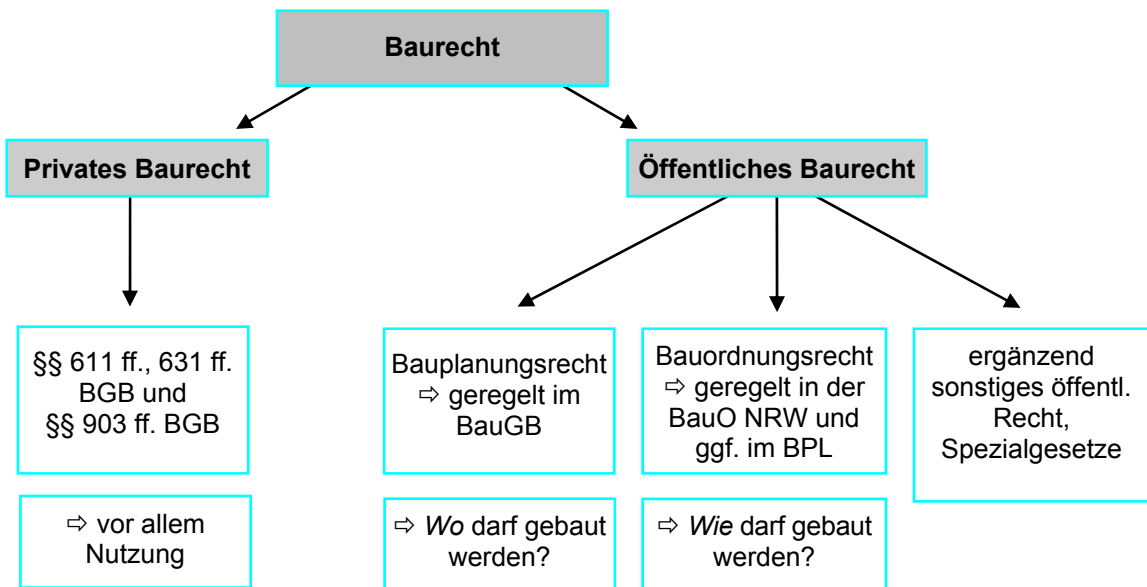 Baurecht
Privates Baurecht
Öffentliches Baurecht
§§ 611 ff., 631 ff.
BGB und
§§ 903 ff. BGB
⇨ vor allem
Nutzung
Bauplanungsrecht
⇨ geregelt im
BauGB
⇨ Wo darf gebaut
werden?
Bauordnungsrecht
⇨ geregelt in der
BauO NRW und
ggf. im BPL
⇨ Wie darf gebaut
werden?
ergänzend
sonstiges öffentl.
Recht,
Spezialgesetze